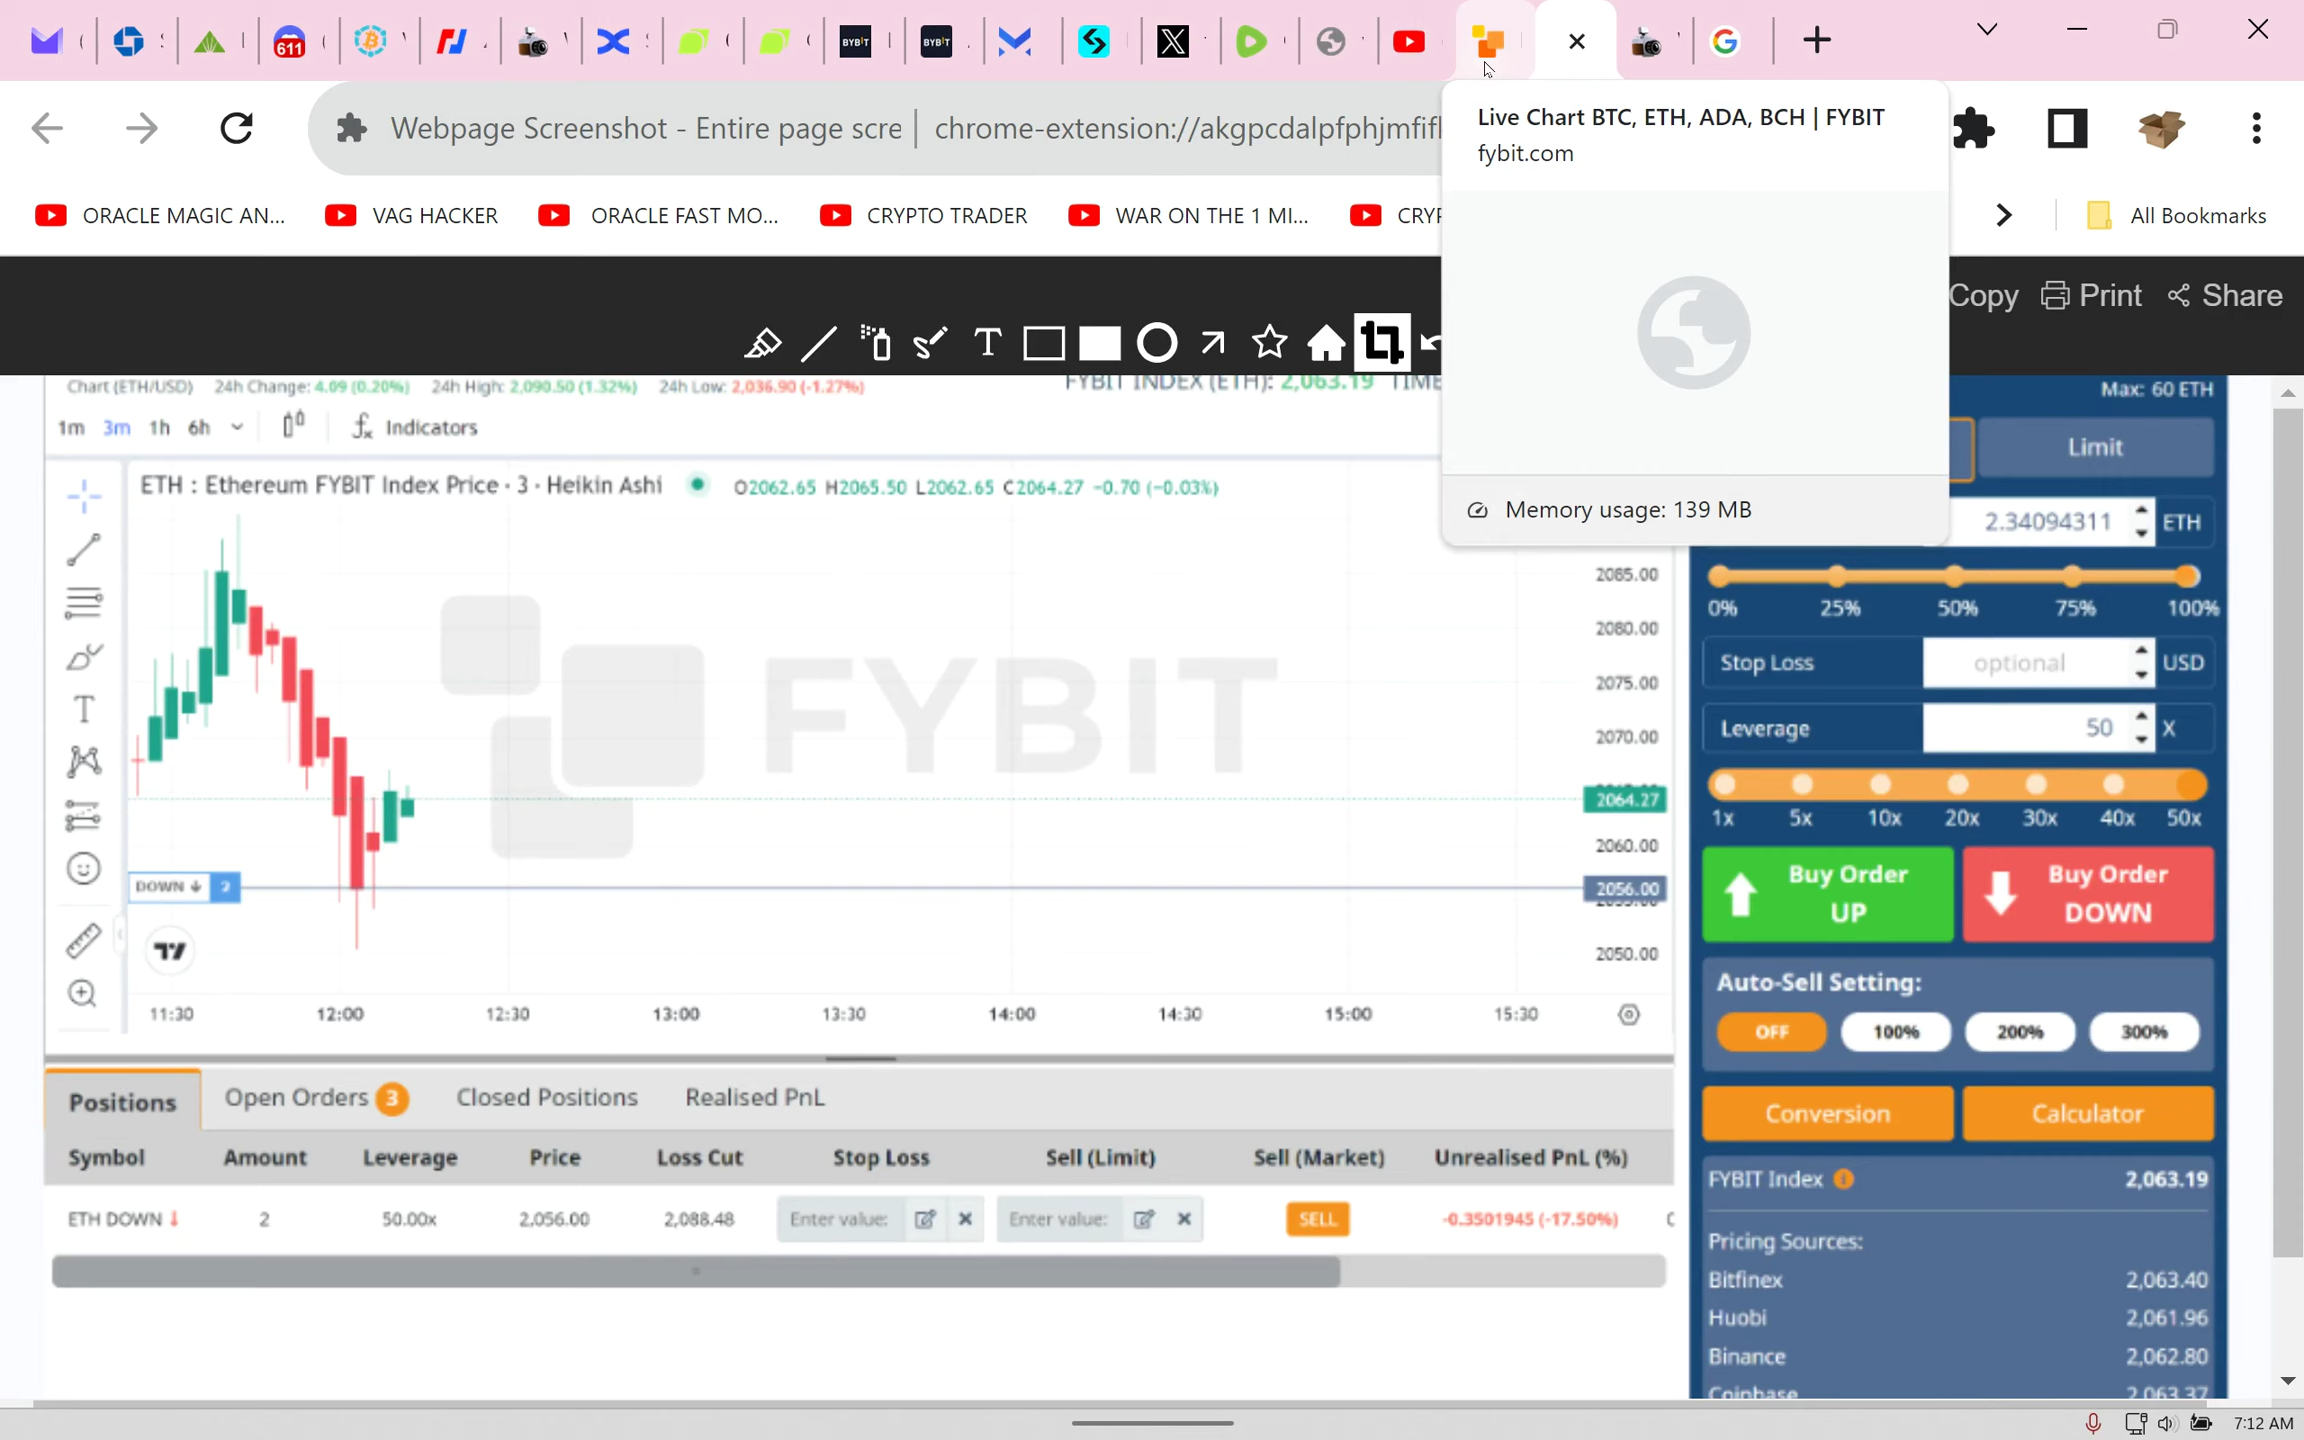 611
BYBIT
BYBIT
Webpage Screenshot - Entire page scre | chrome-extension://akgpcdalpfphjmfifl
Live Chart BTC, ETH, ADA, BCH | FYBIT
fybit.com
Memory usage: 139 MB
ORACLE MAGIC AN... VAG HACKER ORACLE FAST MO... CRYPTO TRADER WAR ON THE 1 MI... CRYP All Bookmarks
Copy Print Share
Chart (ETH/USD) 24h Change: 4.09 (0.20%) 24h High: 2,090.50 (1.32%) 24h Low: 2,036.90 (-1.27%) FYBIT INDEX (ETH): 2,063.19 TIME
Max: 60 ETH
1m 3m 1h 6h Indicators
Limit
ETH : Ethereum FYBIT Index Price · 3 · Heikin Ashi O2062.65 H2065.50 L2062.65 C2064.27 −0.70 (−0.03%)
2.34094311 ETH
0% 25% 50% 75% 100%
Stop Loss optional USD
Leverage 50 X
1x 5x 10x 20x 30x 40x 50x
Buy Order UP
Buy Order DOWN
Auto-Sell Setting:
OFF 100% 200% 300%
Conversion Calculator
FYBIT Index 2,063.19
Pricing Sources:
Bitfinex 2,063.40
Huobi 2,061.96
Binance 2,062.80
Coinbase 2,063.37
FYBIT
2085.00
2080.00
2075.00
2070.00
2064.27
2060.00
2056.00
2050.00
DOWN 2
11:30 12:00 12:30 13:00 13:30 14:00 14:30 15:00 15:30
Positions Open Orders 3 Closed Positions Realised PnL
Symbol Amount Leverage Price Loss Cut Stop Loss Sell (Limit) Sell (Market) Unrealised PnL (%)
ETH DOWN 2 50.00x 2,056.00 2,088.48 Enter value: Enter value: SELL -0.3501945 (-17.50%)
7:12 AM